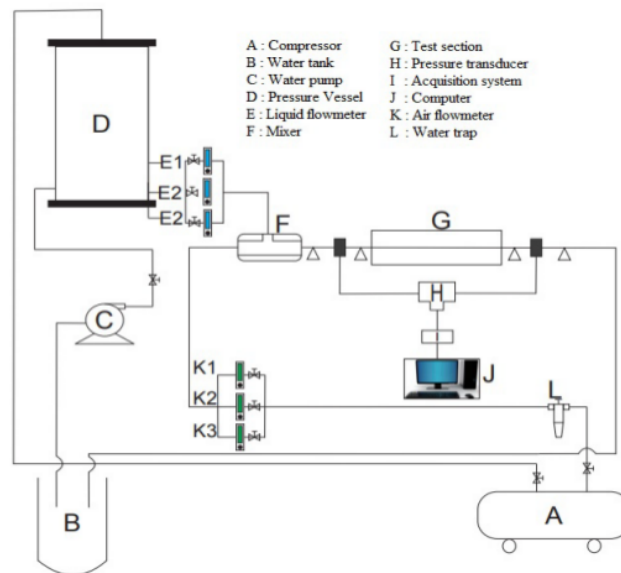 A : Compressor
B : Water tank
C : Water pump
D : Pressure Vessel
E : Liquid flowmeter
F : Mixer
G : Test section
H : Pressure transducer
I : Acquisition system
J : Computer
K : Air flowmeter
L : Water trap
D
E1
E2
E2
F
G
H
I
J
C
K1
K2
K3
L
B
A